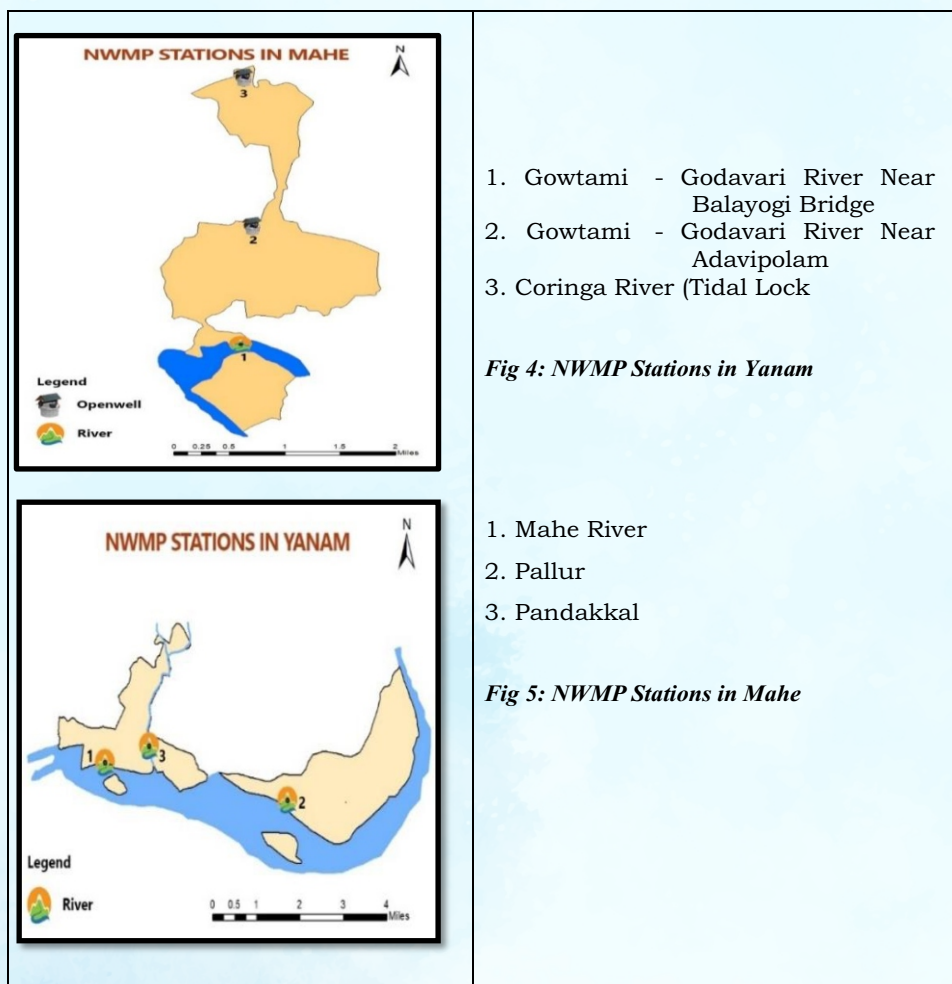 NWMP STATIONS IN MAHE
N
3
2
1
Legend
Openwell
River
0 0.25 0.5 1 1.5 2
Miles
1. Gowtami - Godavari River Near
Balayogi Bridge
2. Gowtami - Godavari River Near
Adavipolam
3. Coringa River (Tidal Lock
Fig 4: NWMP Stations in Yanam
NWMP STATIONS IN YANAM
N
1
3
2
Legend
River
0 0.5 1 2 3 4
Miles
1. Mahe River
2. Pallur
3. Pandakkal
Fig 5: NWMP Stations in Mahe